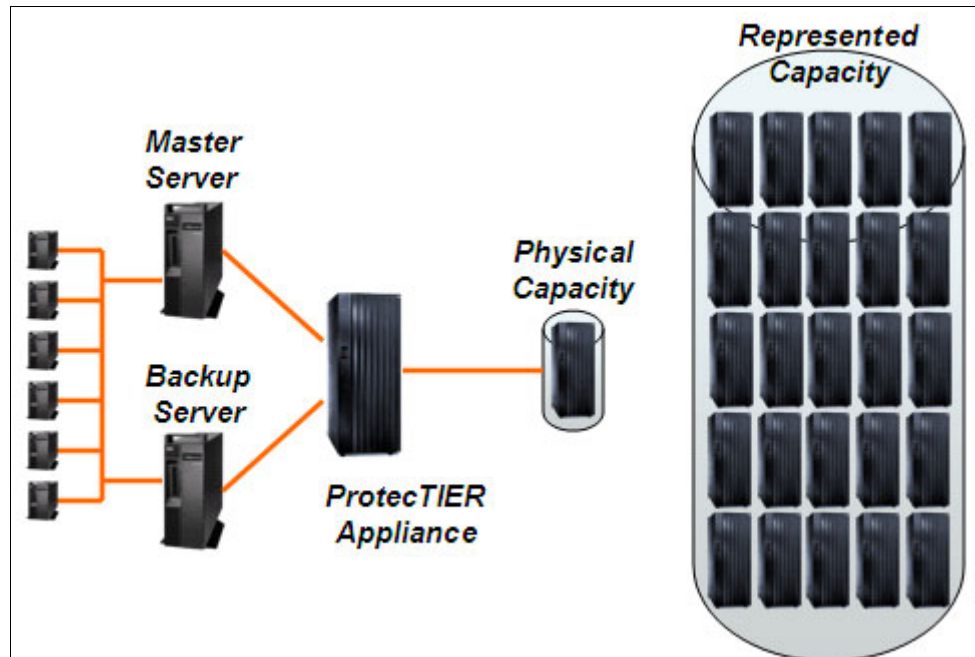 Master
Server
Backup
Server
ProtecTIER
Appliance
Physical
Capacity
Represented
Capacity